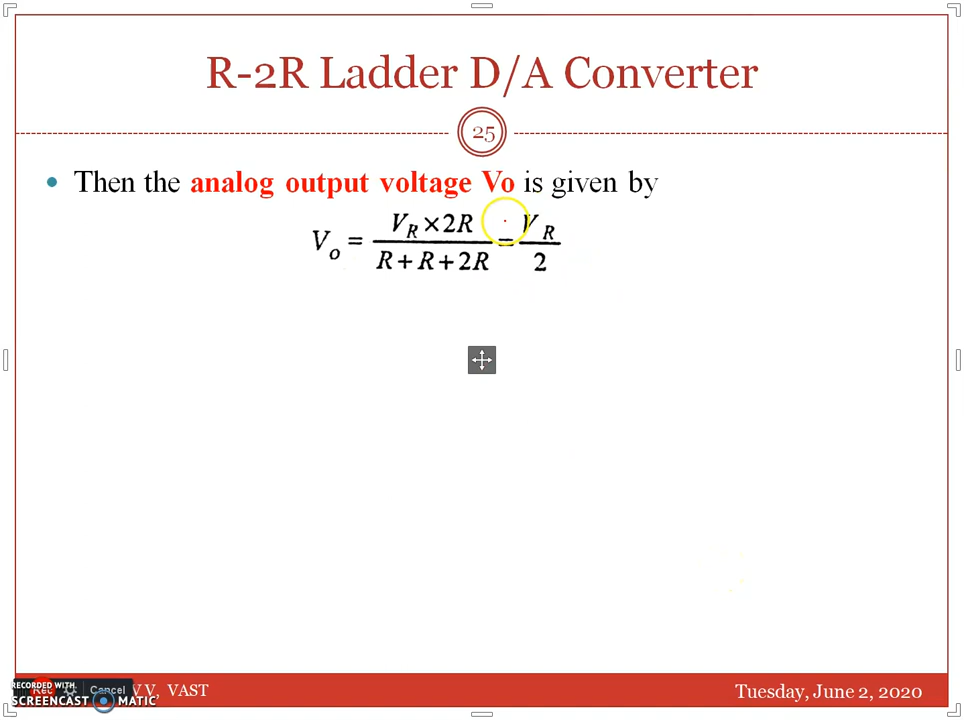 R-2R Ladder D/A Converter
25
• Then the analog output voltage Vo is given by
V_o = (V_R × 2R) / (R + R + 2R) = V_R / 2
RECORDED WITH
Rec Cancel V V, VAST
SCREENCAST MATIC
Tuesday, June 2, 2020